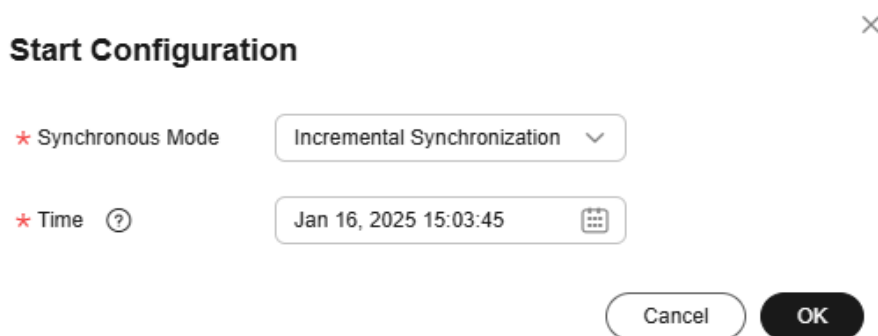 Start Configuration
* Synchronous Mode Incremental Synchronization
* Time ? Jan 16, 2025 15:03:45
Cancel OK